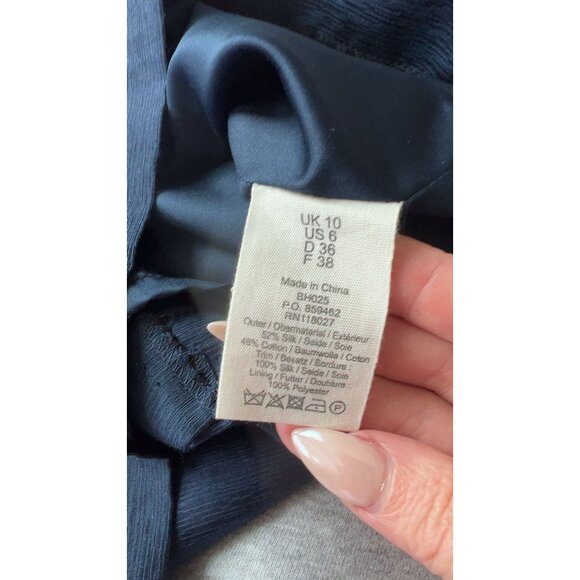 UK 10
US 6
D 36
F 38
Made in China
BH025
P.O. 859462
RN118027
Outer / Obermaterial / Extérieur
52% Silk / Seide / Soie
48% Cotton / Baumwolle / Coton
Trim / Besatz / Bordure:
100% Silk / Seide / Soie
Lining / Futter / Doublure
100% Polyester
P